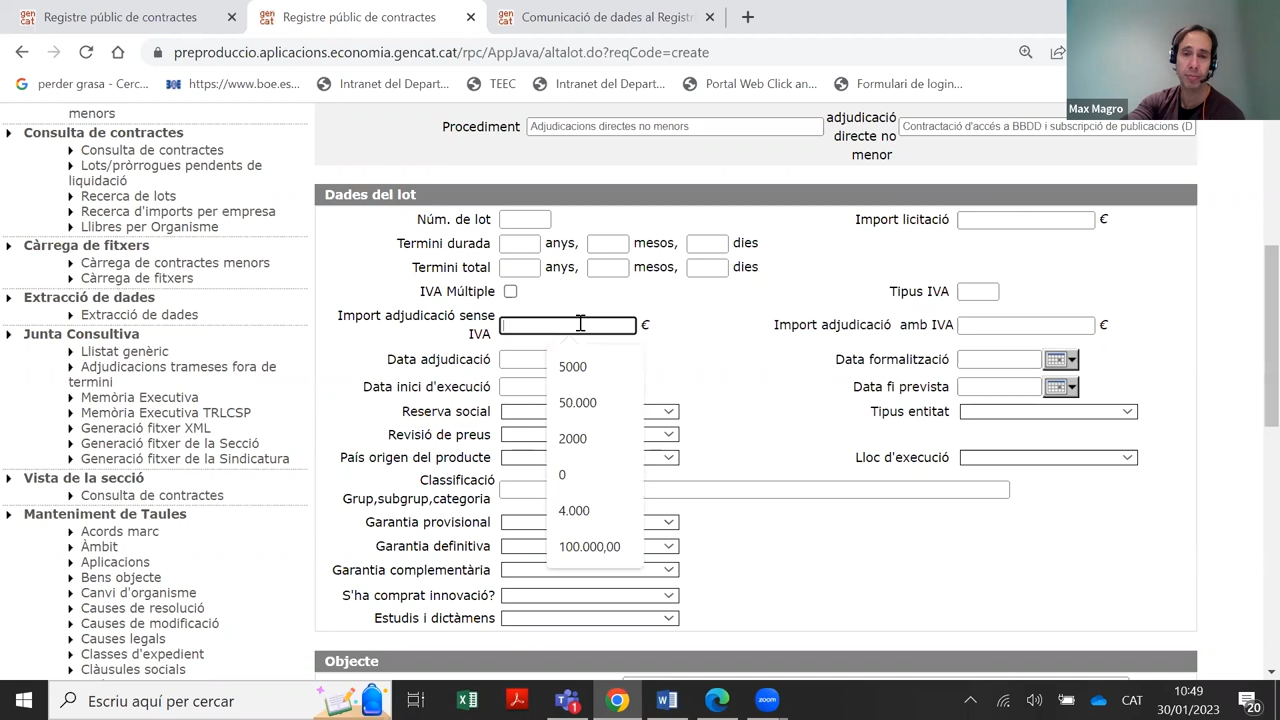 Registre públic de contractes
Registre públic de contractes
Comunicació de dades al Registr
preproduccio.aplicacions.economia.gencat.cat/rpc/AppJava/altalot.do?reqCode=create
perder grasa - Cerc...
https://www.boe.es...
Intranet del Depart...
TEEC
Intranet del Depart...
Portal Web Click an...
Formulari de login...
Max Magro
menors
Consulta de contractes
Consulta de contractes
Lots/pròrrogues pendents de
liquidació
Recerca de lots
Recerca d'imports per empresa
Llibres per Organisme
Càrrega de fitxers
Càrrega de contractes menors
Càrrega de fitxers
Extracció de dades
Extracció de dades
Junta Consultiva
Llistat genèric
Adjudicacions trameses fora de
termini
Memòria Executiva
Memòria Executiva TRLCSP
Generació fitxer XML
Generació fitxer de la Secció
Generació fitxer de la Sindicatura
Vista de la secció
Consulta de contractes
Manteniment de Taules
Acords marc
Àmbit
Aplicacions
Bens objecte
Canvi d'organisme
Causes de resolució
Causes de modificació
Causes legals
Classes d'expedient
Clàusules socials
Procediment
Adjudicacions directes no menors
adjudicació
directe no
menor
Contractació d'accés a BBDD i subscripció de publicacions (D
Dades del lot
Núm. de lot
Import licitació €
Termini durada anys, mesos, dies
Termini total anys, mesos, dies
IVA Múltiple
Tipus IVA
Import adjudicació sense
IVA
€
Import adjudicació amb IVA €
Data adjudicació
Data formalització
Data inici d'execució
Data fi prevista
Reserva social
Tipus entitat
Revisió de preus
País origen del producte
Lloc d'execució
Classificació
Grup,subgrup,categoria
Garantia provisional
Garantia definitiva
Garantia complementària
S'ha comprat innovació?
Estudis i dictàmens
5000
50.000
2000
0
4.000
100.000,00
Objecte
Escriu aquí per cercar
CAT
10:49
30/01/2023
20